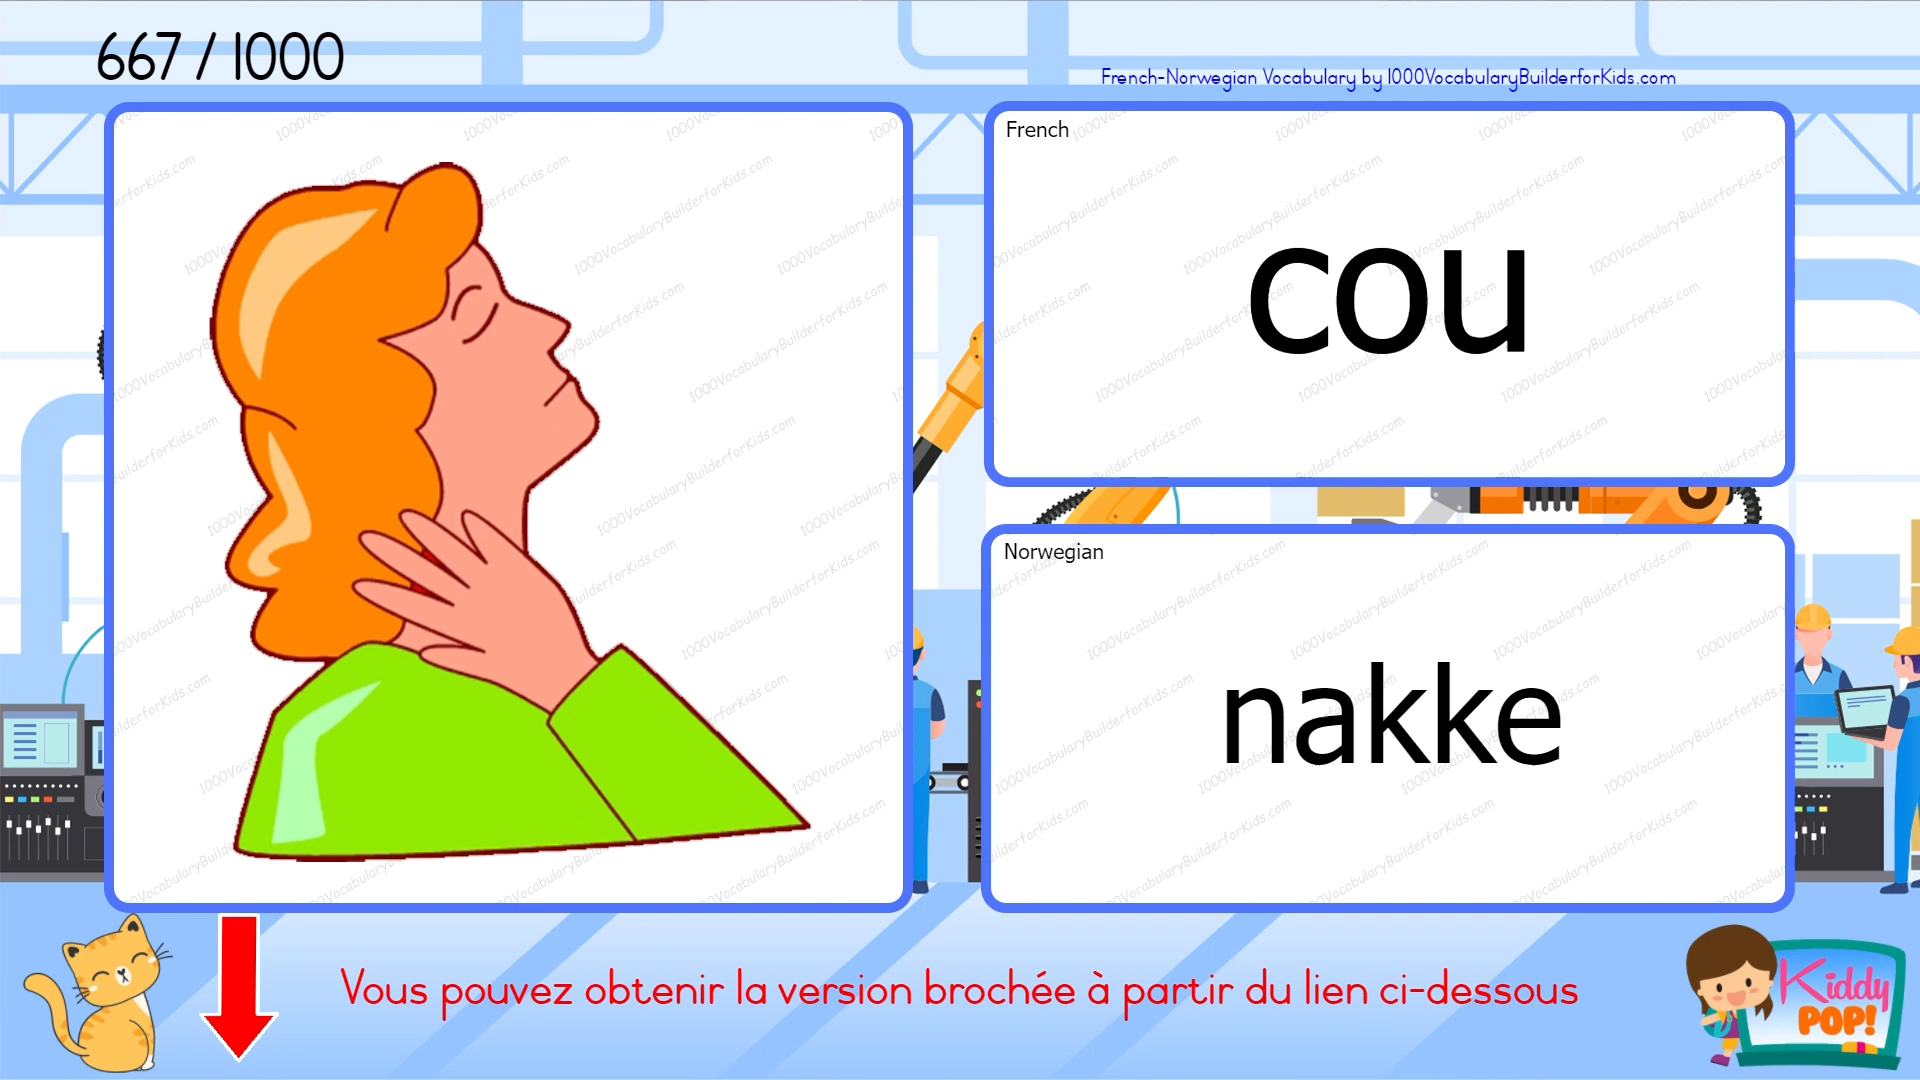 667 / 1000
French-Norwegian Vocabulary by 1000VocabularyBuilderforKids.com
French
cou
Norwegian
nakke
Vous pouvez obtenir la version brochée à partir du lien ci-dessous
Kiddy
POP!